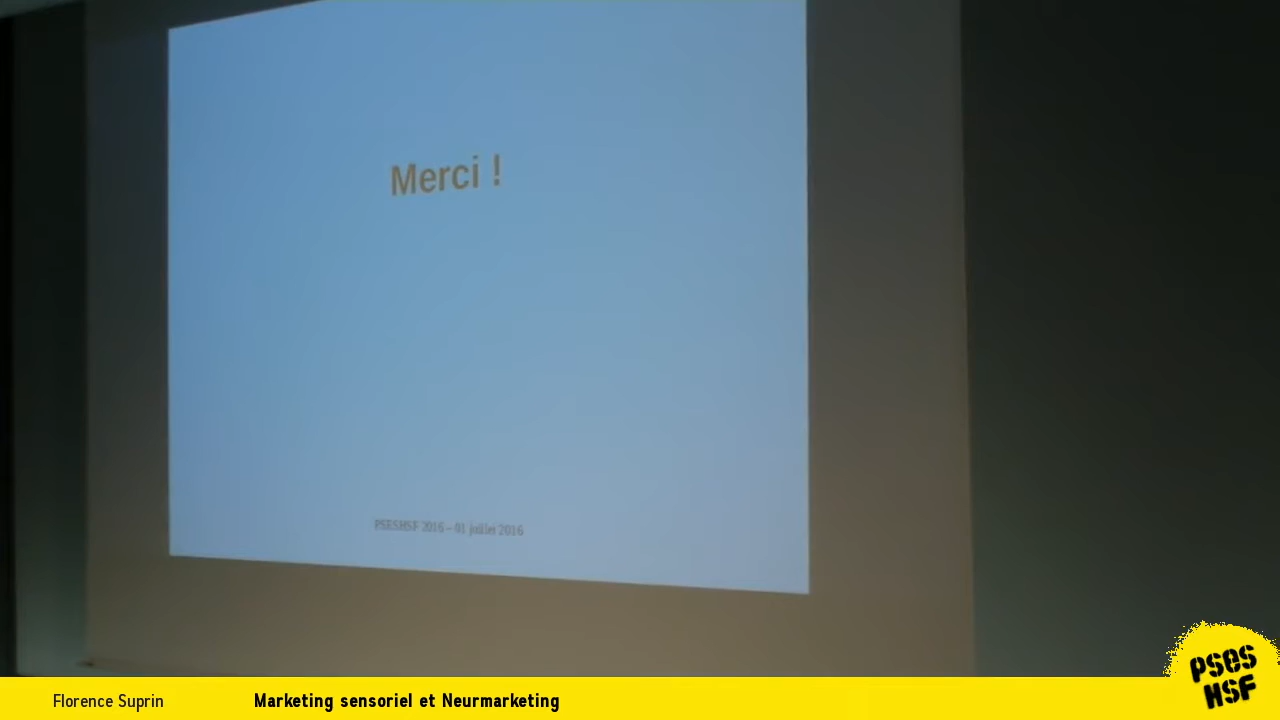 Merci !
PSESHSF 2016 – 01 juillet 2016
Florence Suprin
Marketing sensoriel et Neurmarketing
PSES
HSF